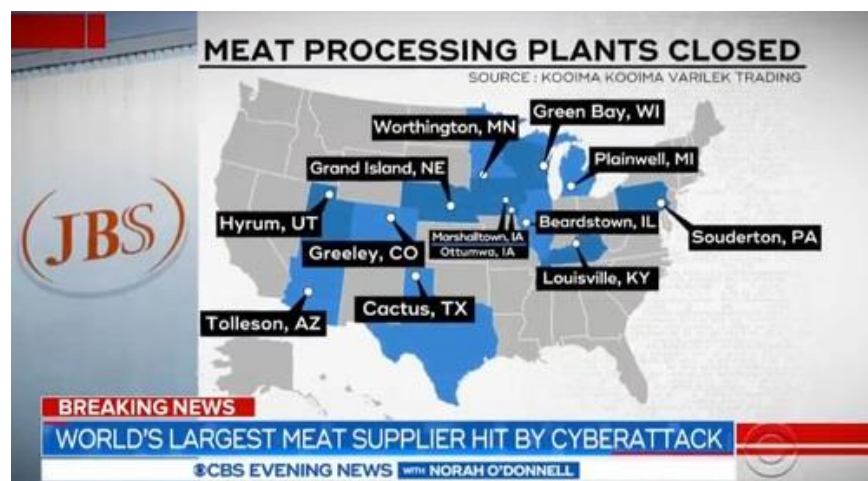 MEAT PROCESSING PLANTS CLOSED
SOURCE : KOOIMA KOOIMA VARILEK TRADING
Green Bay, WI
Worthington, MN
Plainwell, MI
Grand Island, NE
JBS
Hyrum, UT
Beardstown, IL
Marshalltown, IA
Ottumwa, IA
Souderton, PA
Greeley, CO
Louisville, KY
Cactus, TX
Tolleson, AZ
BREAKING NEWS
WORLD'S LARGEST MEAT SUPPLIER HIT BY CYBERATTACK
CBS EVENING NEWS WITH NORAH O'DONNELL